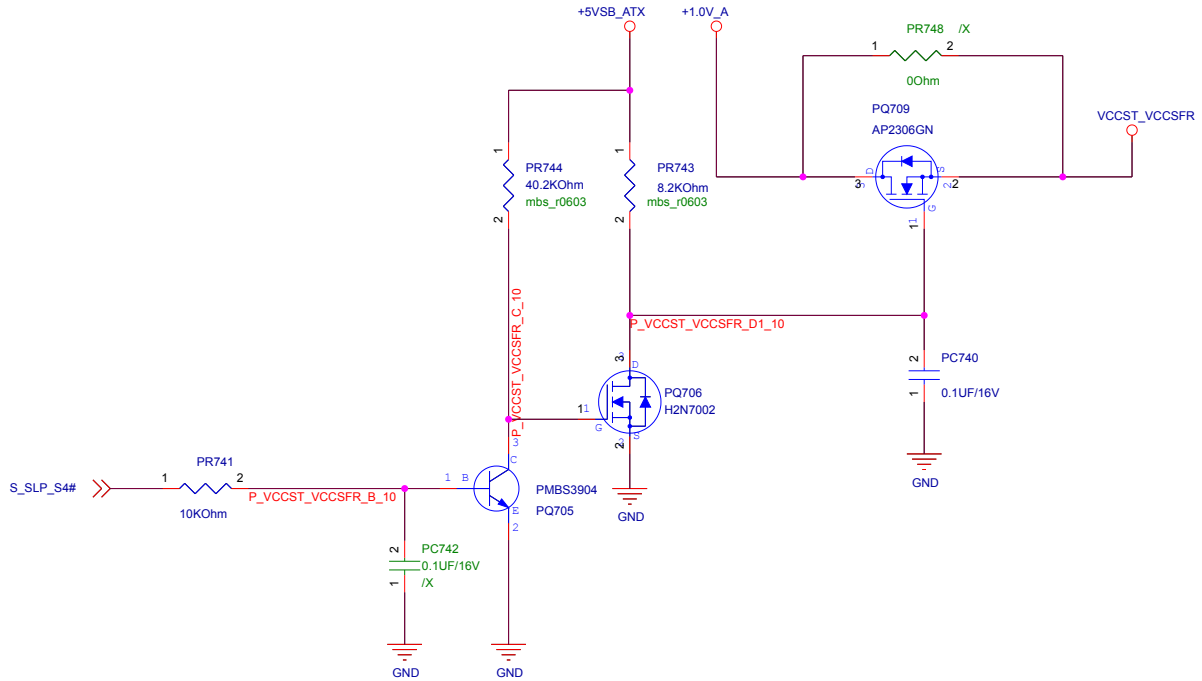 +5VSB_ATX
+1.0V_A
PR748 /X
1
2
0Ohm
PQ709
AP2306GN
VCCST_VCCSFR
D
S
3
2
G
1
1
PR744
40.2KOhm
mbs_r0603
2
1
PR743
8.2KOhm
mbs_r0603
2
P_VCCST_VCCSFR_C_10
P_VCCST_VCCSFR_D1_10
3
D
PQ706
H2N7002
1
G
S
2
2
PC740
0.1UF/16V
1
GND
GND
3
C
S_SLP_S4#
PR741
1
2
10KOhm
P_VCCST_VCCSFR_B_10
1
B
PMBS3904
PQ705
E
2
2
PC742
0.1UF/16V
/X
1
GND
GND